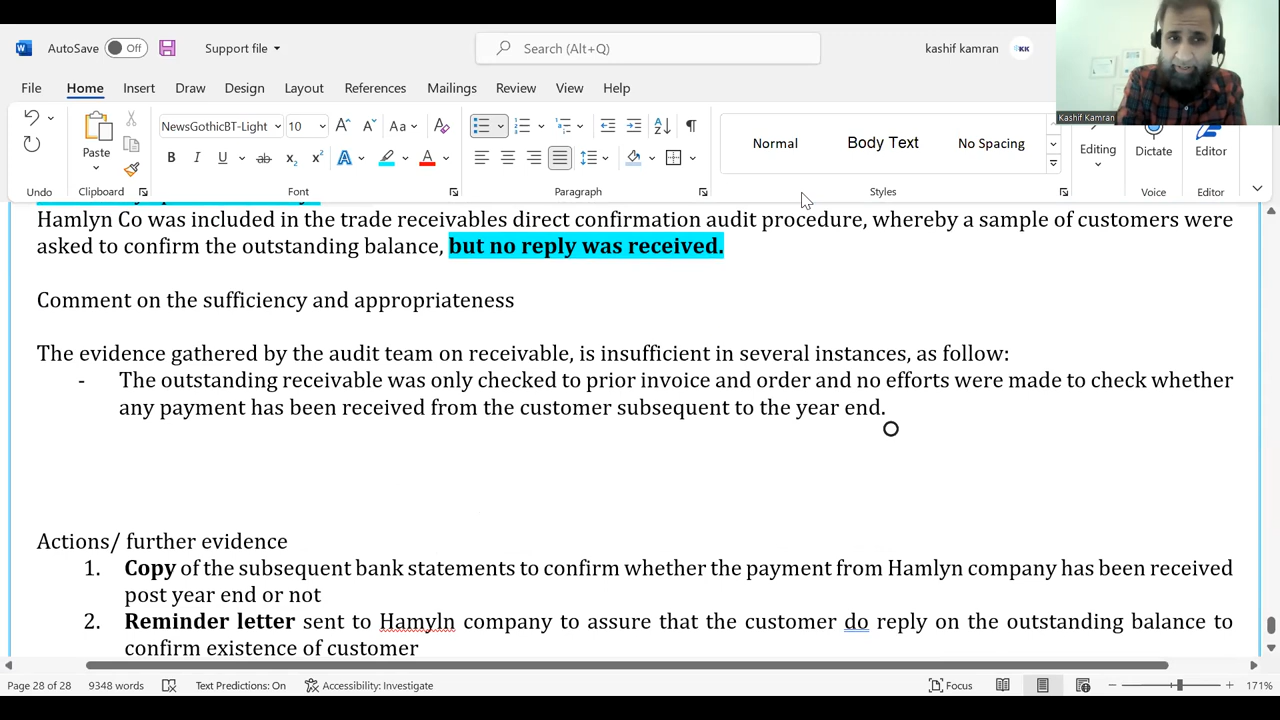 AutoSave Off Support file Search (Alt+Q) kashif kamran KK
Kashif Kamran
File Home Insert Draw Design Layout References Mailings Review View Help
Paste NewsGothicBT-Light 10 Aa Normal Body Text No Spacing Editing Dictate Editor
Undo Clipboard Font Paragraph Styles Voice Editor
Hamlyn Co was included in the trade receivables direct confirmation audit procedure, whereby a sample of customers were
asked to confirm the outstanding balance, but no reply was received.
Comment on the sufficiency and appropriateness
The evidence gathered by the audit team on receivable, is insufficient in several instances, as follow:
- The outstanding receivable was only checked to prior invoice and order and no efforts were made to check whether
any payment has been received from the customer subsequent to the year end.
Actions/ further evidence
1. Copy of the subsequent bank statements to confirm whether the payment from Hamlyn company has been received
post year end or not
2. Reminder letter sent to Hamyln company to assure that the customer do reply on the outstanding balance to
confirm existence of customer
Page 28 of 28 9348 words Text Predictions: On Accessibility: Investigate Focus 171%